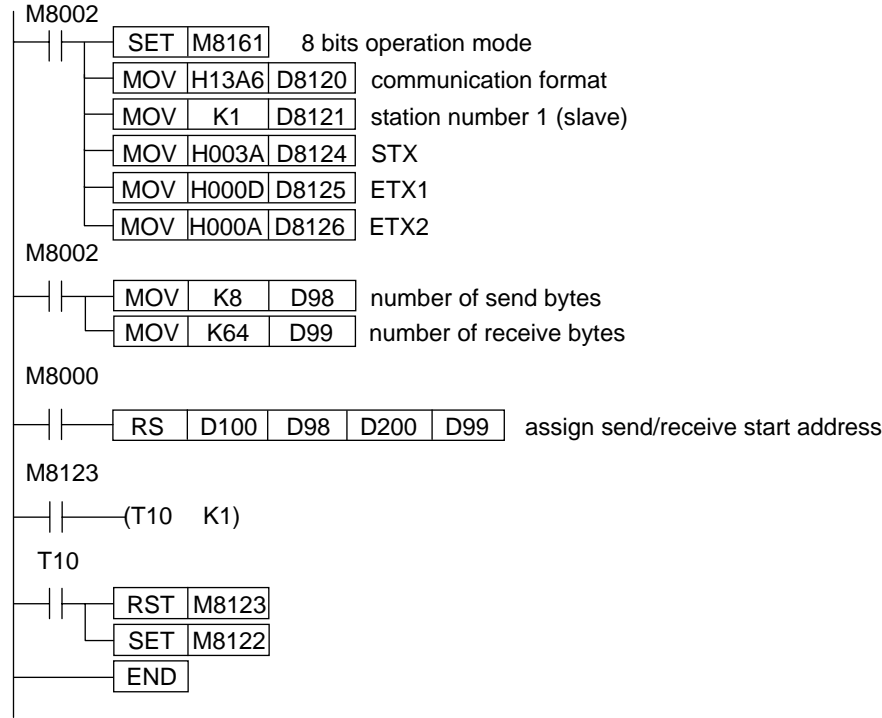 M8002
SET M8161 8 bits operation mode
MOV H13A6 D8120 communication format
MOV K1 D8121 station number 1 (slave)
MOV H003A D8124 STX
MOV H000D D8125 ETX1
MOV H000A D8126 ETX2
M8002
MOV K8 D98 number of send bytes
MOV K64 D99 number of receive bytes
M8000
RS D100 D98 D200 D99 assign send/receive start address
M8123
(T10 K1)
T10
RST M8123
SET M8122
END